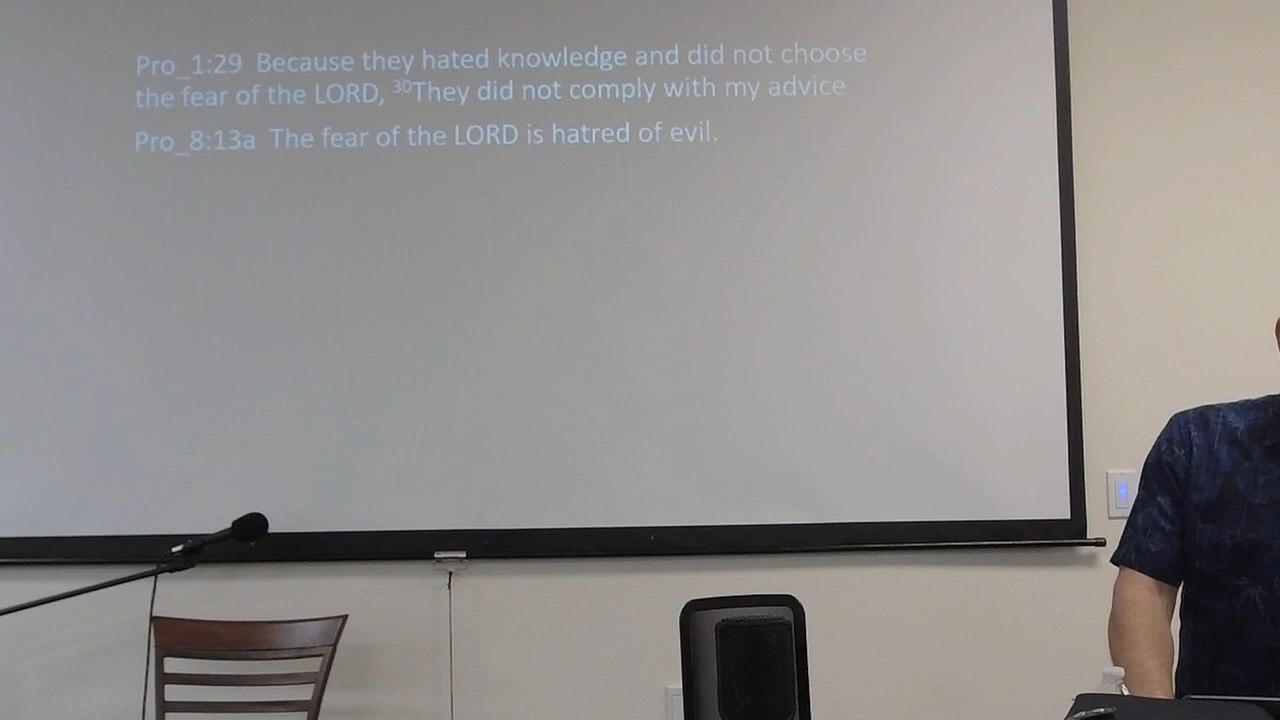 Pro_1:29 Because they hated knowledge and did not choose
the fear of the LORD, ³⁰They did not comply with my advice
Pro_8:13a The fear of the LORD is hatred of evil.